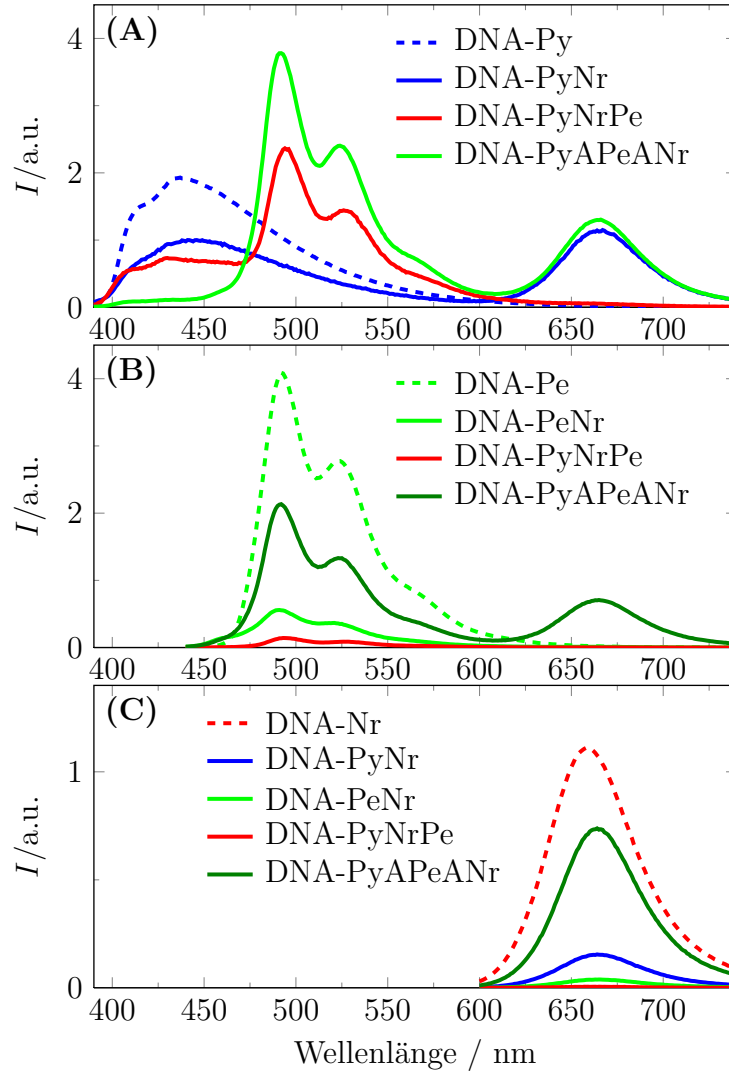 (A)
I/a.u.
4
2
0
DNA-Py
DNA-PyNr
DNA-PyNrPe
DNA-PyAPeANr
400 450 500 550 600 650 700
(B)
I/a.u.
4
2
0
DNA-Pe
DNA-PeNr
DNA-PyNrPe
DNA-PyAPeANr
400 450 500 550 600 650 700
(C)
I/a.u.
1
0
DNA-Nr
DNA-PyNr
DNA-PeNr
DNA-PyNrPe
DNA-PyAPeANr
400 450 500 550 600 650 700
Wellenlänge / nm